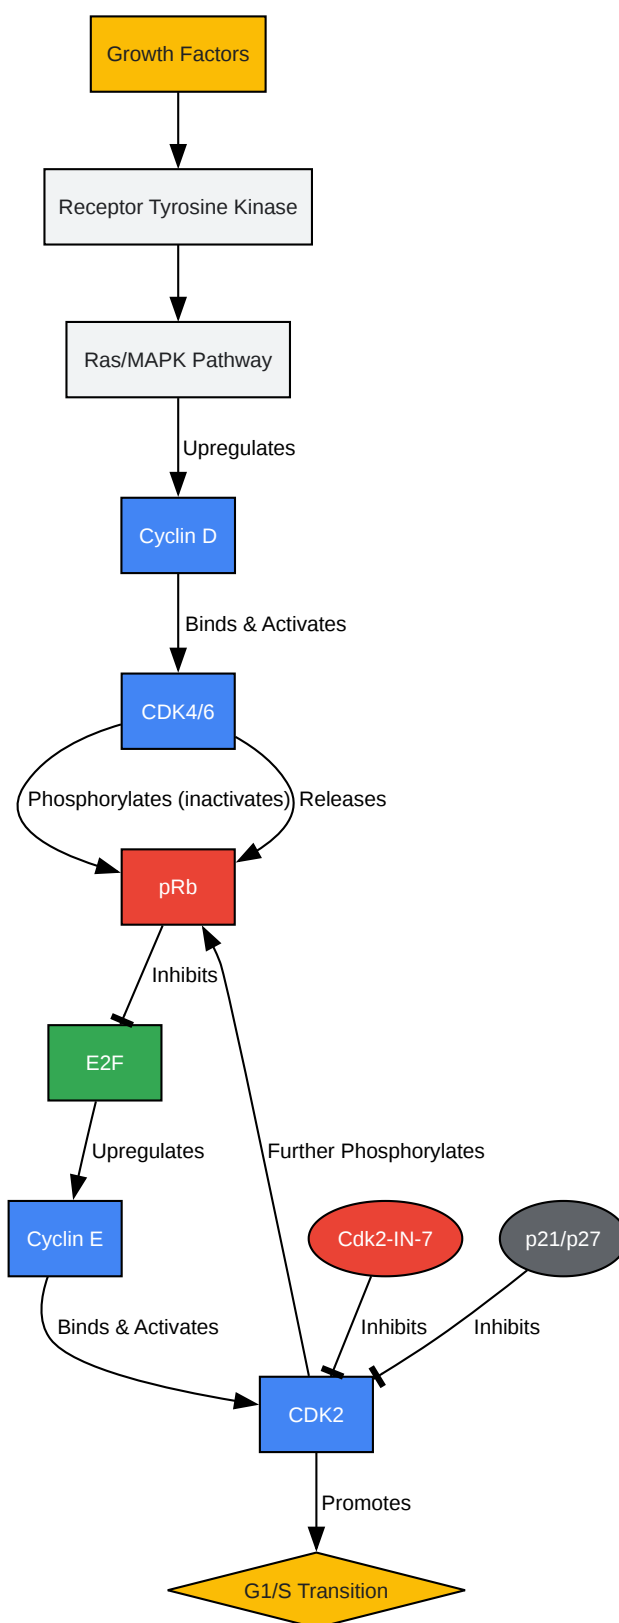 Growth Factors
Receptor Tyrosine Kinase
Ras/MAPK Pathway
Upregulates
Cyclin D
Binds & Activates
CDK4/6
Phosphorylates (inactivates)
Releases
pRb
Inhibits
E2F
Upregulates
Further Phosphorylates
Cyclin E
Cdk2-IN-7
p21/p27
Binds & Activates
Inhibits
Inhibits
CDK2
Promotes
G1/S Transition